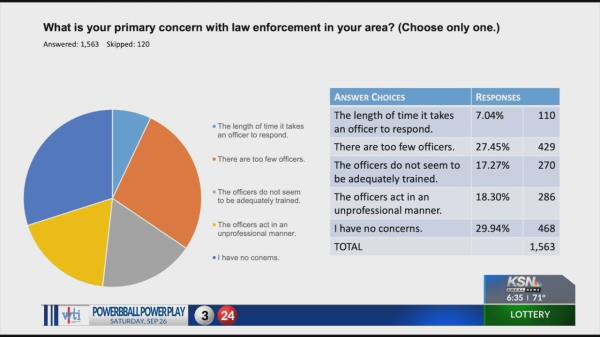 What is your primary concern with law enforcement in your area? (Choose only one.)
Answered: 1,563 Skipped: 120
The length of time it takes
an officer to respond.
There are too few officers.
The officers do not seem
to be adequately trained.
The officers act in an
unprofessional manner.
I have no conerns.
ANSWER CHOICES RESPONSES
The length of time it takes
an officer to respond. 7.04% 110
There are too few officers. 27.45% 429
The officers do not seem to
be adequately trained. 17.27% 270
The officers act in an
unprofessional manner. 18.30% 286
I have no concerns. 29.94% 468
TOTAL 1,563
KSN
LOCAL NEWS
6:35 71°
LOTTERY
POWERBBALL POWER PLAY
SATURDAY, SEP 26
3 24